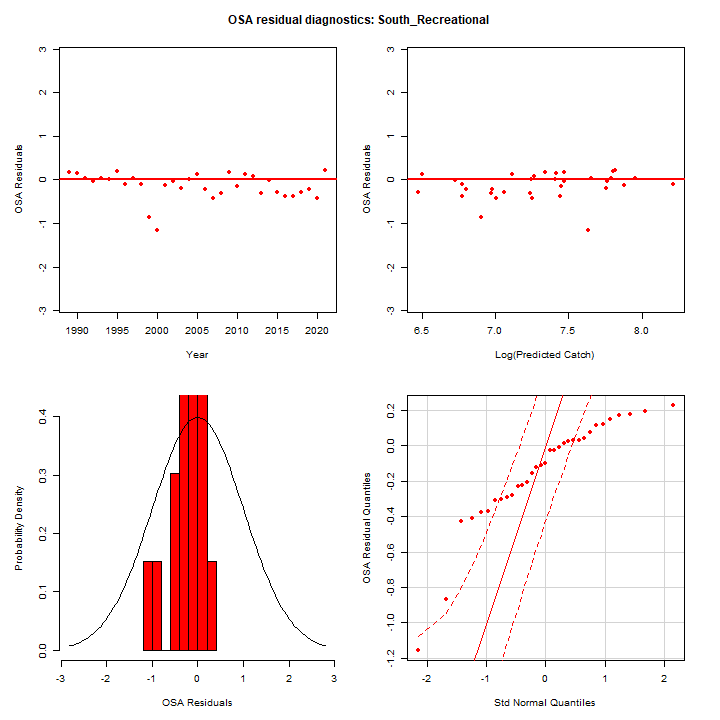 OSA residual diagnostics: South_Recreational
OSA Residuals
3
2
1
0
-1
-2
-3
1990 1995 2000 2005 2010 2015 2020
Year
OSA Residuals
3
2
1
0
-1
-2
-3
6.5 7.0 7.5 8.0
Log(Predicted Catch)
Probability Density
0.4
0.3
0.2
0.1
0.0
-3 -2 -1 0 1 2 3
OSA Residuals
OSA Residual Quantiles
0.2
0.0
-0.2
-0.4
-0.6
-0.8
-1.0
-1.2
-2 -1 0 1 2
Std Normal Quantiles